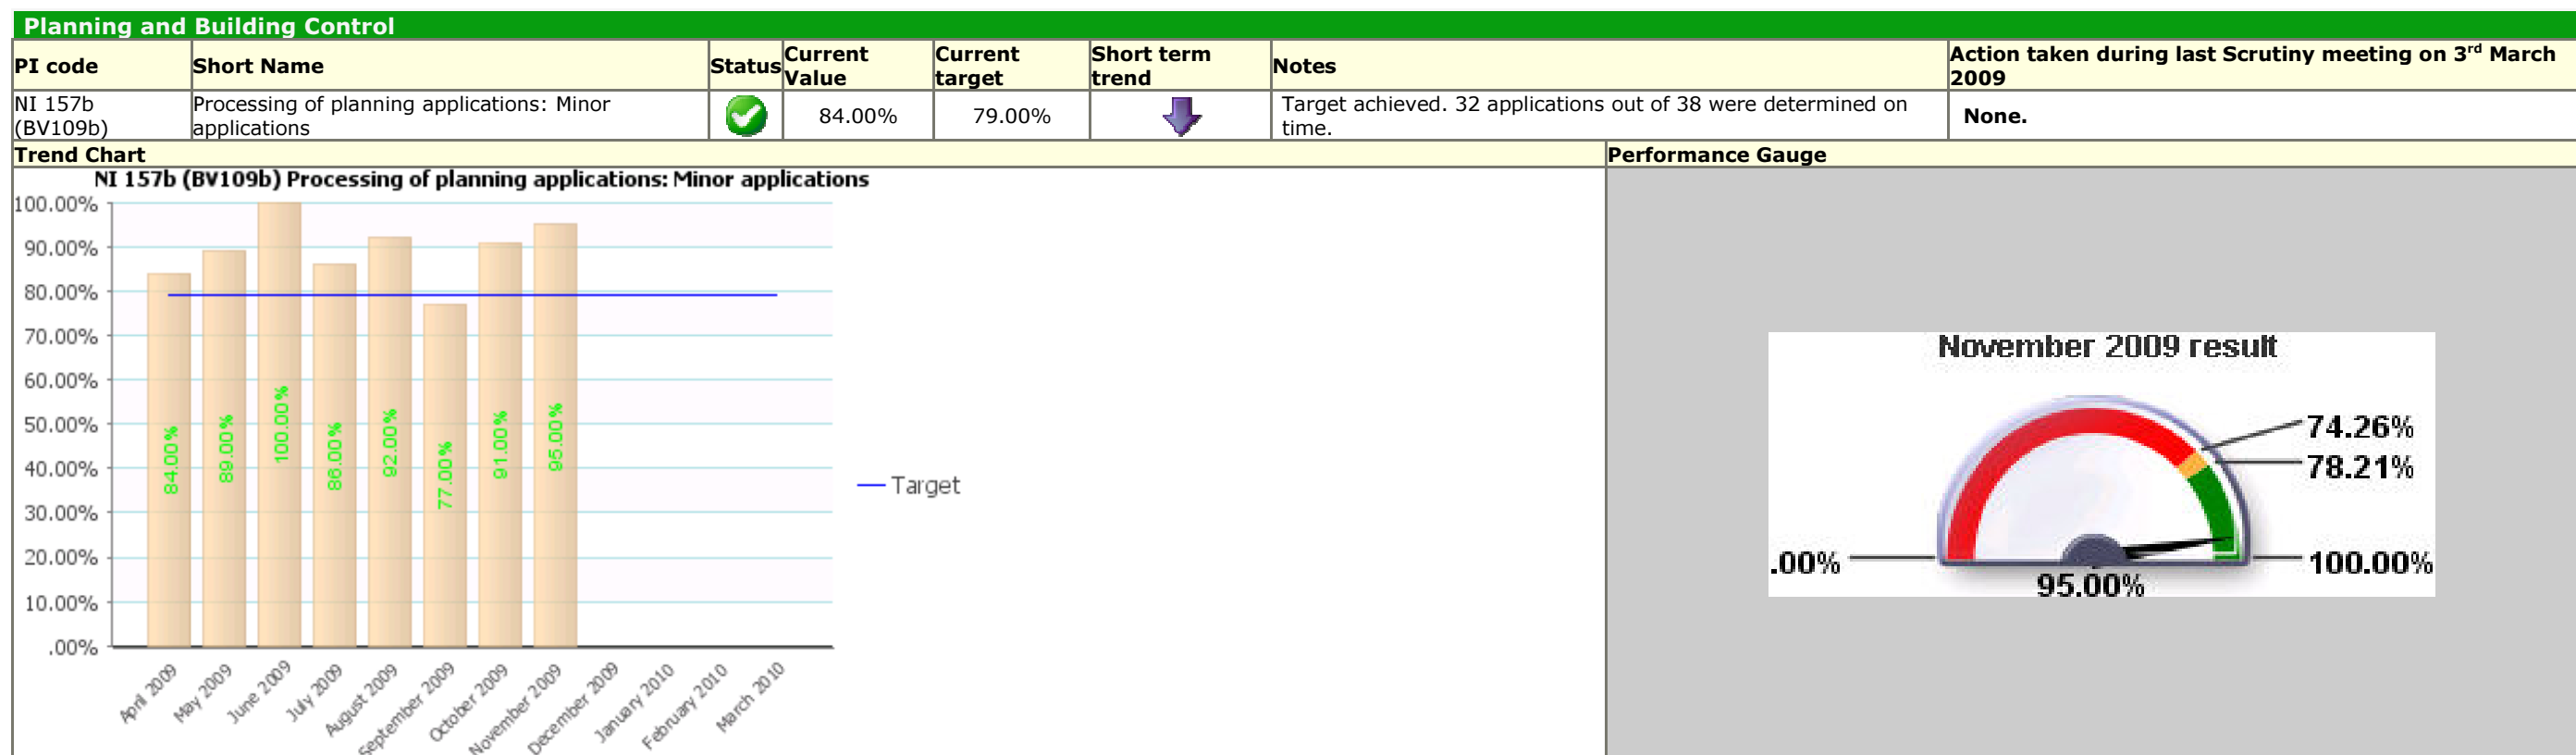 Planning and Building Control
PI code
Short Name
Status
Current
Value
Current
target
Short term
trend
Notes
Action taken during last Scrutiny meeting on 3rd March
2009
NI 157b
(BV109b)
Processing of planning applications: Minor
applications
84.00%
79.00%
Target achieved. 32 applications out of 38 were determined on
time.
None.
Trend Chart
Performance Gauge
NI 157b (BV109b) Processing of planning applications: Minor applications
100.00%
90.00%
80.00%
70.00%
60.00%
50.00%
40.00%
30.00%
20.00%
10.00%
.00%
84.00%
89.00%
100.00%
86.00%
92.00%
77.00%
91.00%
95.00%
April 2009
May 2009
June 2009
July 2009
August 2009
September 2009
October 2009
November 2009
December 2009
January 2010
February 2010
March 2010
Target
November 2009 result
74.26%
78.21%
.00%
100.00%
95.00%